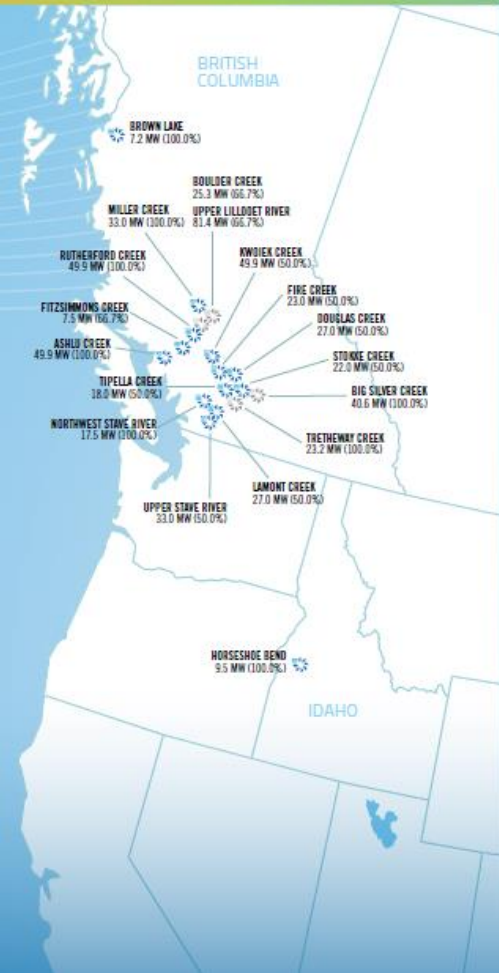 BRITISH
COLUMBIA
BROWN LAKE
7.2 MW (100.0%)
BOULDER CREEK
25.3 MW (66.7%)
MILLER CREEK
33.0 MW (100.0%)
UPPER LILLOOET RIVER
81.4 MW (66.7%)
RUTHERFORD CREEK
49.9 MW (100.0%)
KWOIEK CREEK
49.9 MW (50.0%)
FIRE CREEK
23.0 MW (50.0%)
FITZSIMMONS CREEK
7.5 MW (66.7%)
DOUGLAS CREEK
27.0 MW (50.0%)
ASHLU CREEK
49.9 MW (100.0%)
STOKKE CREEK
22.0 MW (50.0%)
TIPELLA CREEK
18.0 MW (50.0%)
BIG SILVER CREEK
40.6 MW (100.0%)
NORTHWEST STAVE RIVER
17.5 MW (100.0%)
TRETHEWAY CREEK
23.2 MW (100.0%)
LAMONT CREEK
27.0 MW (50.0%)
UPPER STAVE RIVER
33.0 MW (50.0%)
HORSESHOE BEND
9.5 MW (100.0%)
IDAHO